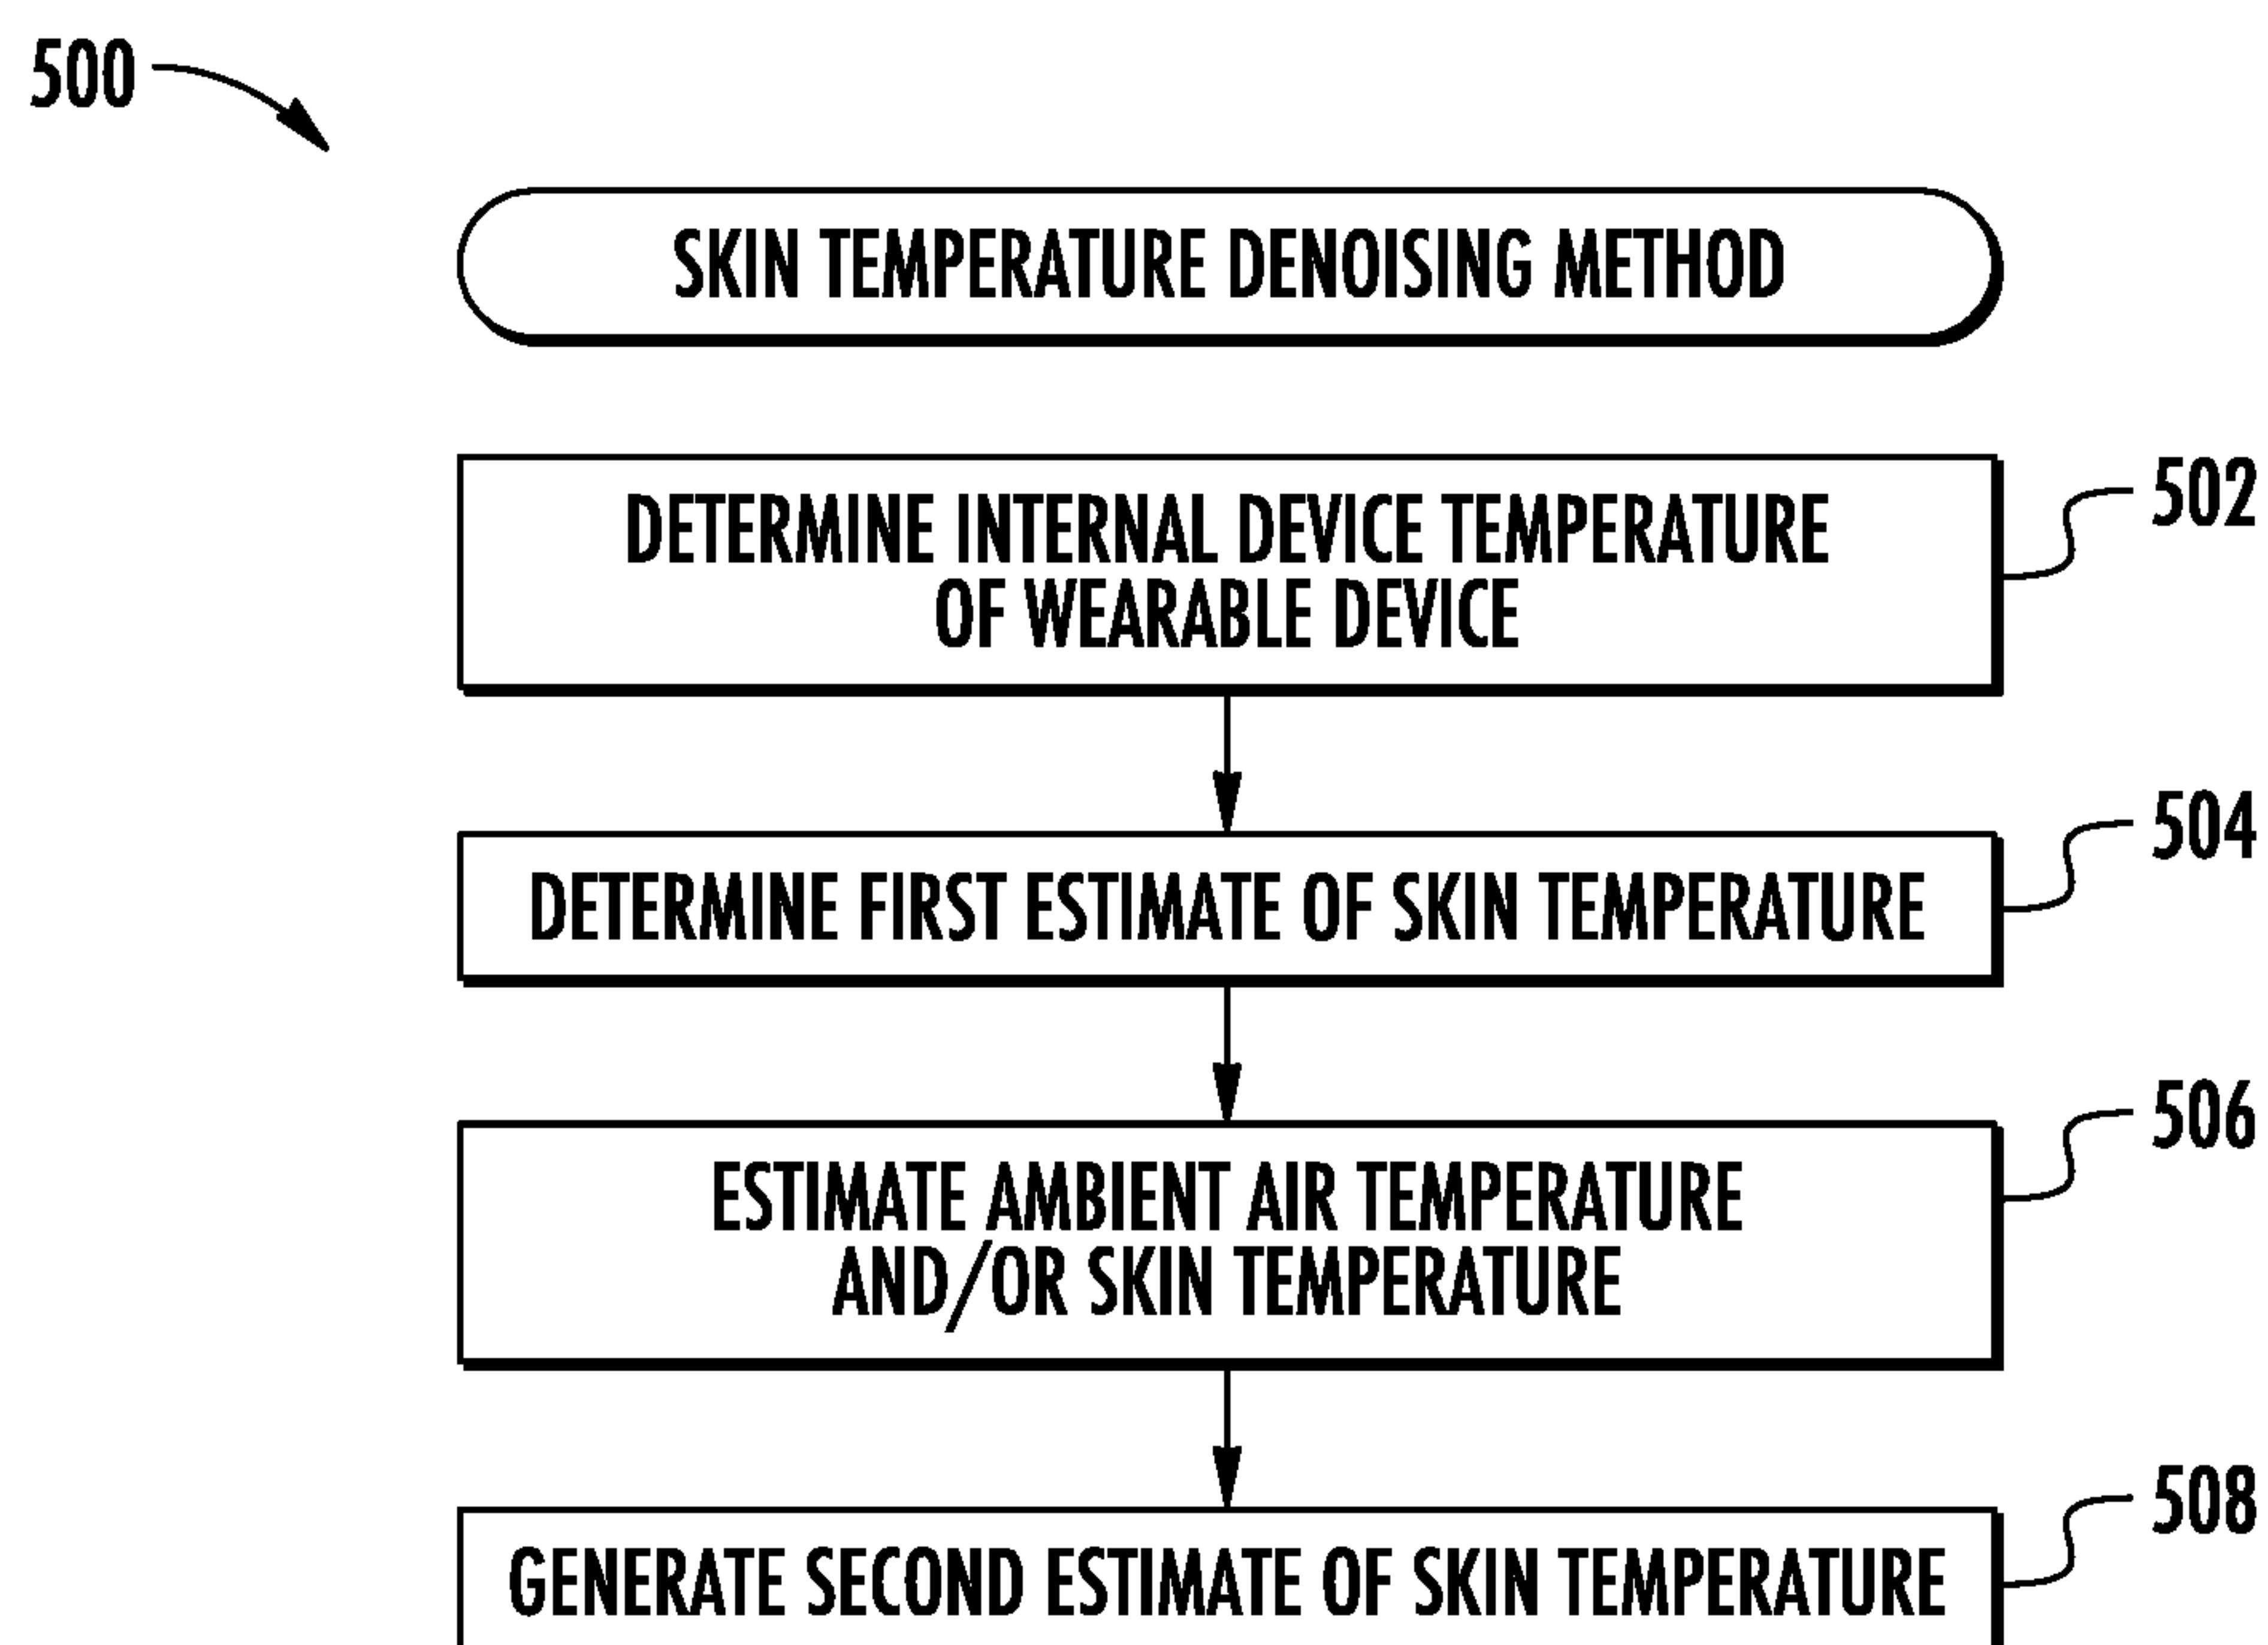 500
SKIN TEMPERATURE DENOISING METHOD
DETERMINE INTERNAL DEVICE TEMPERATURE
OF WEARABLE DEVICE
502
DETERMINE FIRST ESTIMATE OF SKIN TEMPERATURE
504
ESTIMATE AMBIENT AIR TEMPERATURE
AND/OR SKIN TEMPERATURE
506
GENERATE SECOND ESTIMATE OF SKIN TEMPERATURE
508